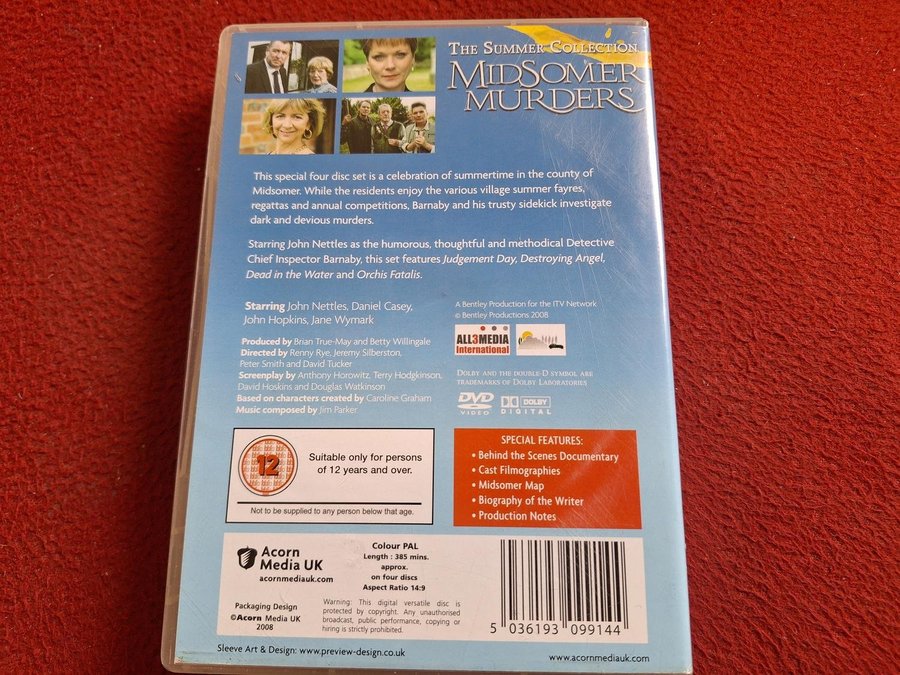 THE SUMMER COLLECTION
MIDSOMER
MURDERS
This special four disc set is a celebration of summertime in the county of
Midsomer. While the residents enjoy the various village summer fayres,
regattas and annual competitions, Barnaby and his trusty sidekick investigate
dark and devious murders.
Starring John Nettles as the humorous, thoughtful and methodical Detective
Chief Inspector Barnaby, this set features Judgement Day, Destroying Angel,
Dead in the Water and Orchis Fatalis.
Starring John Nettles, Daniel Casey,
John Hopkins, Jane Wymark
Produced by Brian True-May and Betty Willingale
Directed by Renny Rye, Jeremy Silberston,
Peter Smith and David Tucker
Screenplay by Anthony Horowitz, Terry Hodgkinson,
David Hoskins and Douglas Watkinson
Based on characters created by Caroline Graham
Music composed by Jim Parker
A Bentley Production for the ITV Network
© Bentley Productions 2008
ALL3MEDIA
International
DOLBY AND THE DOUBLE-D SYMBOL ARE
TRADEMARKS OF DOLBY LABORATORIES
DVD
VIDEO
DOLBY
DIGITAL
12
Suitable only for persons
of 12 years and over.
Not to be supplied to any person below that age.
SPECIAL FEATURES:
• Behind the Scenes Documentary
• Cast Filmographies
• Midsomer Map
• Biography of the Writer
• Production Notes
Acorn
Media UK
acornmediauk.com
Packaging Design
©Acorn Media UK
2008
Colour PAL
Length : 385 mins.
approx.
on four discs
Aspect Ratio 14:9
Warning: This digital versatile disc is
protected by copyright. Any unauthorised
broadcast, public performance, copying or
hiring is strictly prohibited.
5 036193 099144
Sleeve Art & Design: www.preview-design.co.uk
www.acornmediauk.com